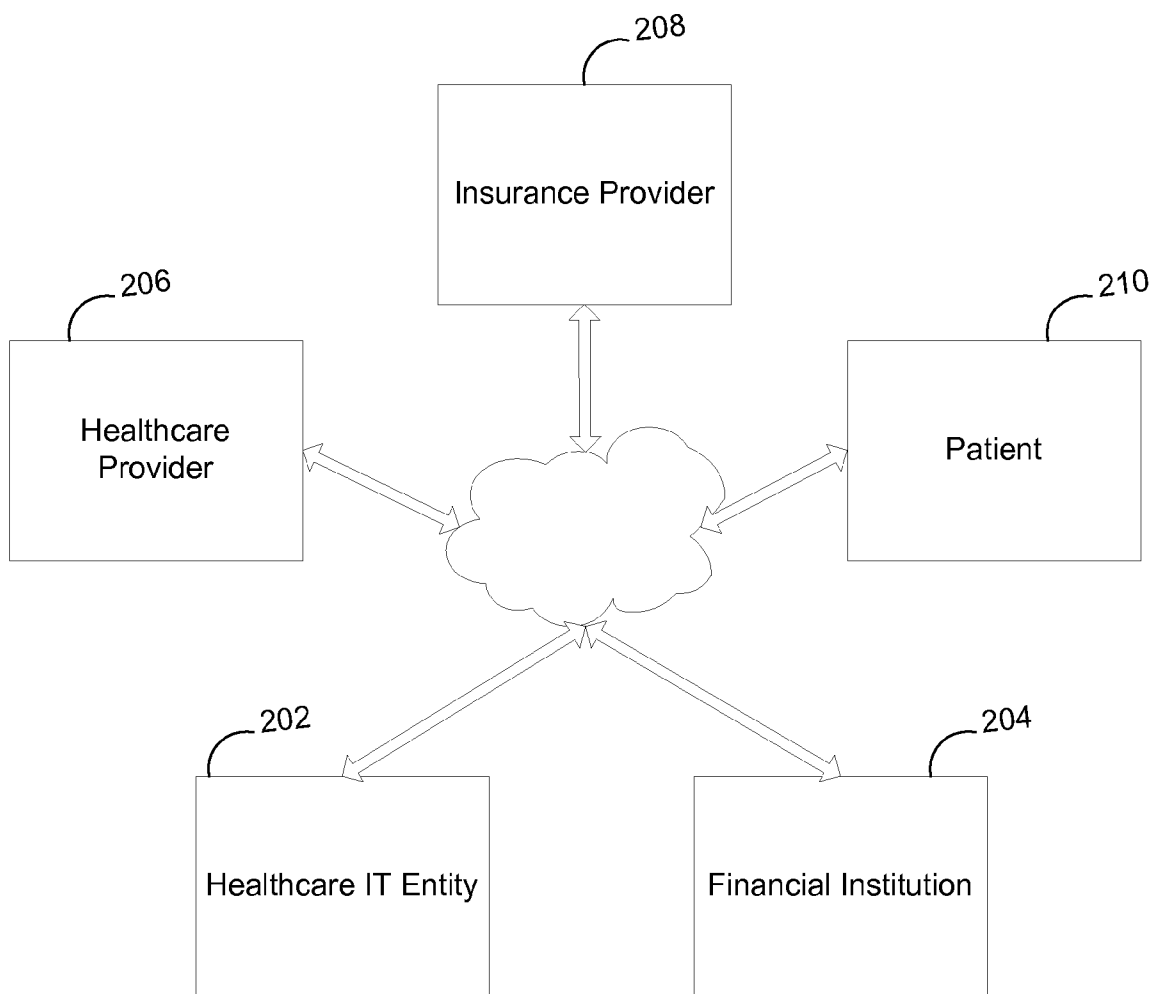 208
Insurance Provider
206
210
Healthcare
Provider
Patient
202
204
Healthcare IT Entity
Financial Institution